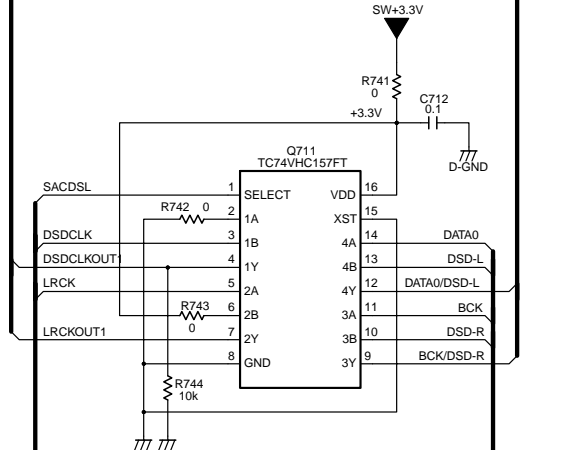 SW+3.3V
R741
0
C712
0.1
+3.3V
D-GND
Q711
TC74VHC157FT
SACDSL
1
SELECT
VDD
16
R742 0
2
1A
XST
15
DSDCLK
3
1B
4A
14
DATA0
DSDCLKOUT1
4
1Y
4B
13
DSD-L
LRCK
5
2A
4Y
12
DATA0/DSD-L
R743
0
6
2B
3A
11
BCK
LRCKOUT1
7
2Y
3B
10
DSD-R
8
GND
3Y
9
BCK/DSD-R
R744
10k